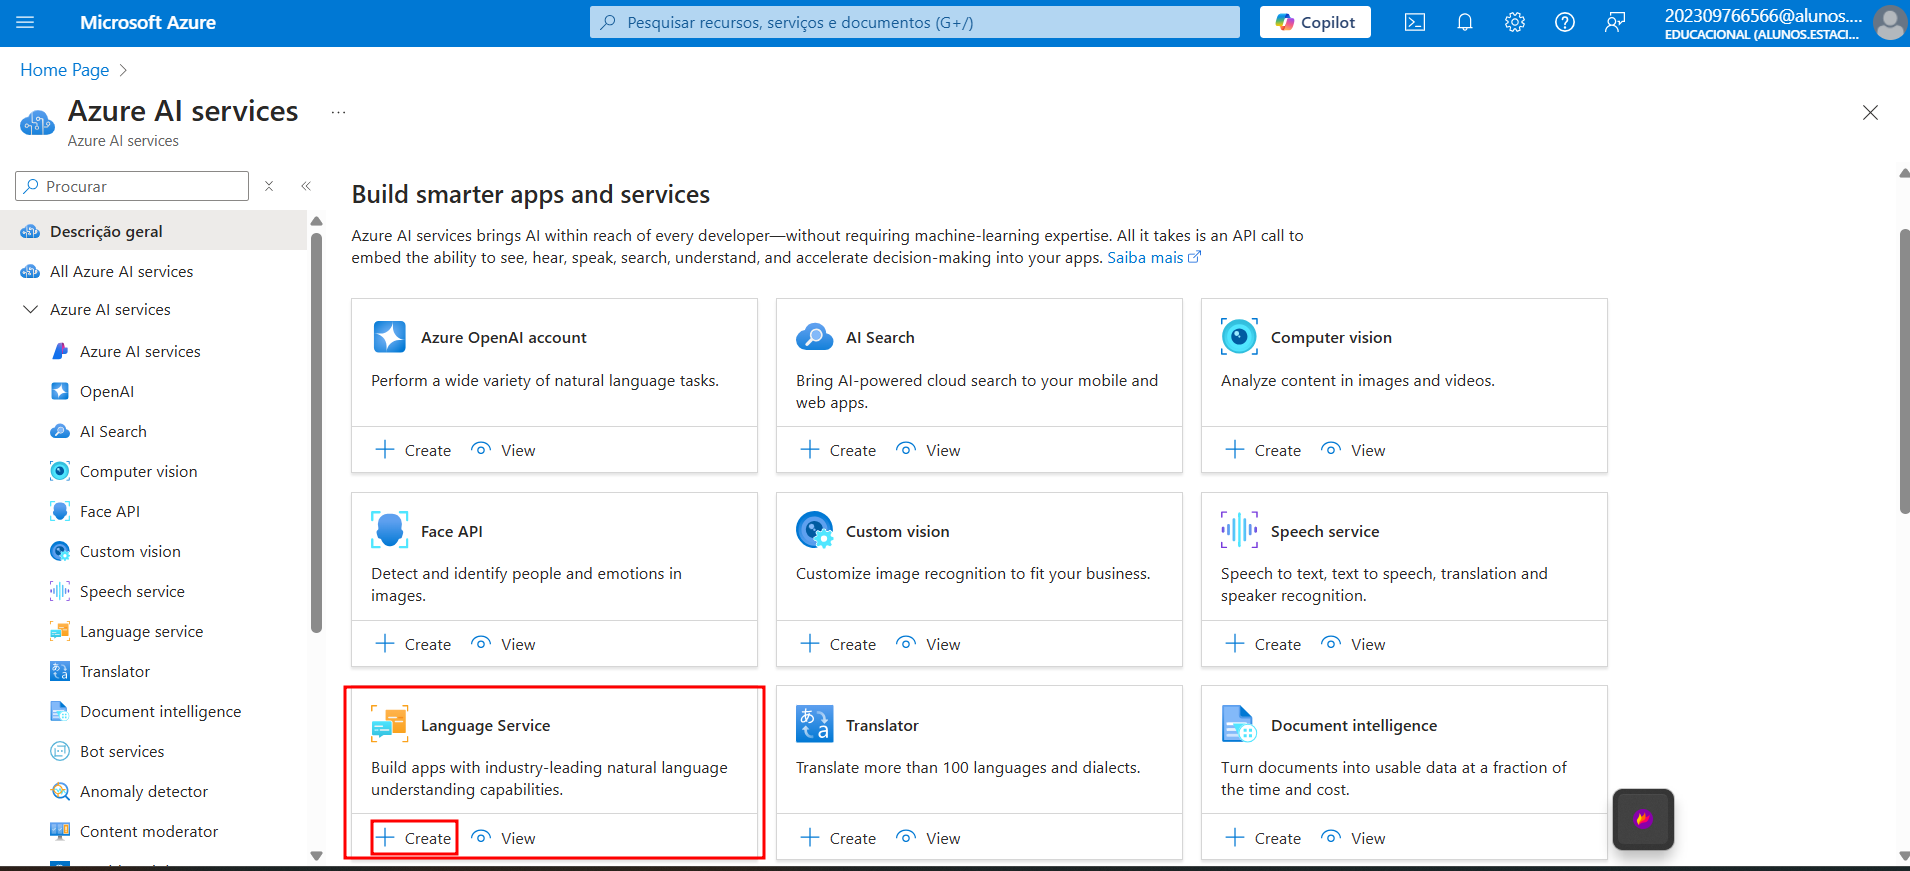 Microsoft Azure
Pesquisar recursos, serviços e documentos (G+/)
Copilot
202309766566@alunos....
EDUCACIONAL (ALUNOS.ESTACI...
Home Page
Azure AI services
...
Azure AI services
Procurar
Descrição geral
All Azure AI services
Azure AI services
Azure AI services
OpenAI
AI Search
Computer vision
Face API
Custom vision
Speech service
Language service
Translator
Document intelligence
Bot services
Anomaly detector
Content moderator
Build smarter apps and services
Azure AI services brings AI within reach of every developer—without requiring machine-learning expertise. All it takes is an API call to
embed the ability to see, hear, speak, search, understand, and accelerate decision-making into your apps. Saiba mais
Azure OpenAI account
Perform a wide variety of natural language tasks.
Create View
AI Search
Bring AI-powered cloud search to your mobile and
web apps.
Create View
Computer vision
Analyze content in images and videos.
Create View
Face API
Detect and identify people and emotions in
images.
Create View
Custom vision
Customize image recognition to fit your business.
Create View
Speech service
Speech to text, text to speech, translation and
speaker recognition.
Create View
Language Service
Build apps with industry-leading natural language
understanding capabilities.
Create View
Translator
Translate more than 100 languages and dialects.
Create View
Document intelligence
Turn documents into usable data at a fraction of
the time and cost.
Create View